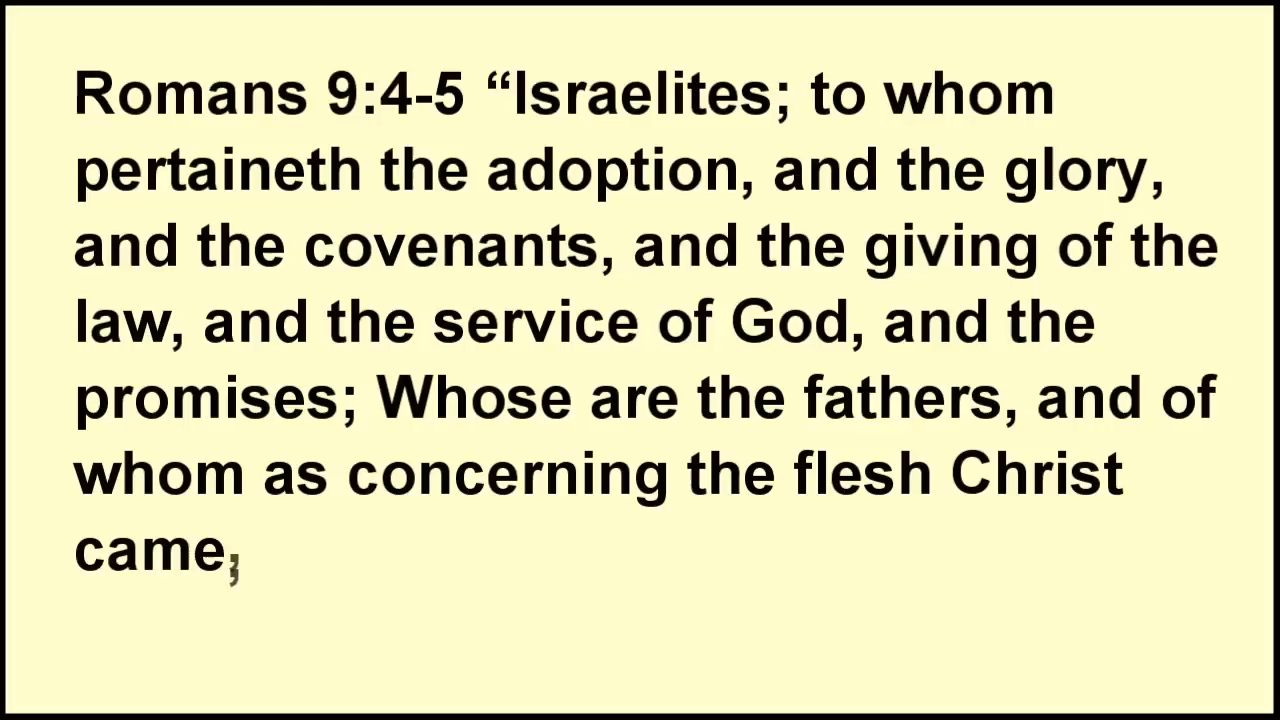 Romans 9:4-5 “Israelites; to whom
pertaineth the adoption, and the glory,
and the covenants, and the giving of the
law, and the service of God, and the
promises; Whose are the fathers, and of
whom as concerning the flesh Christ
came,